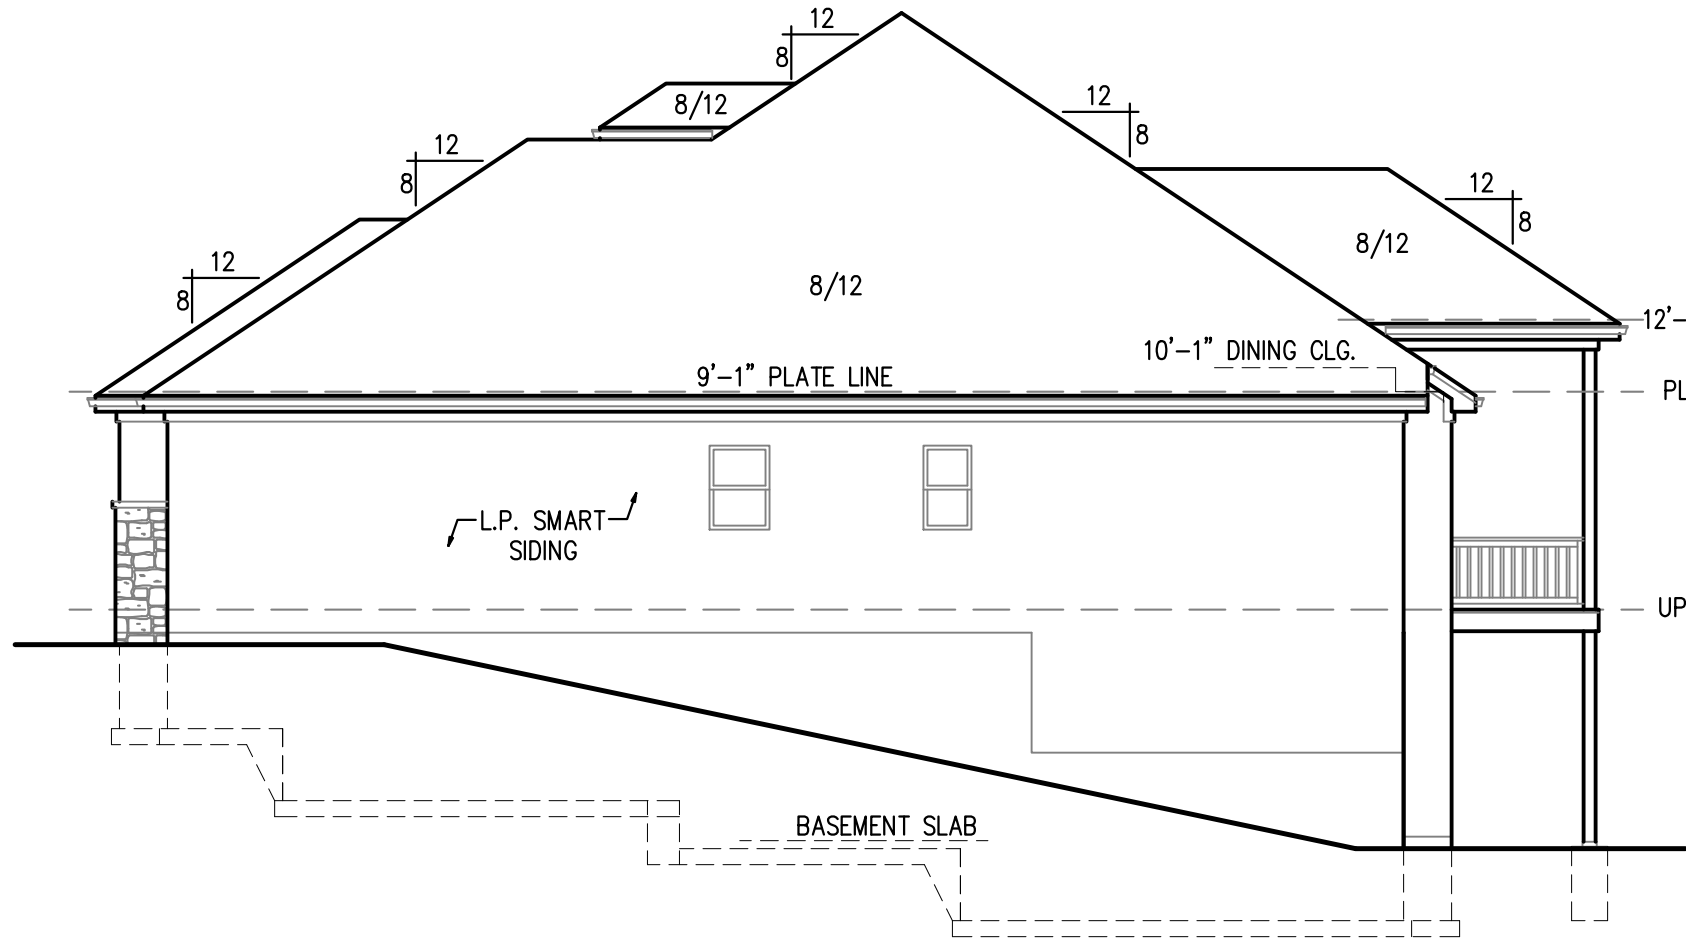 12
8
8/12
12
8
12
8
12
8
12
8
8/12
8/12
12'-
10'-1" DINING CLG.
9'-1" PLATE LINE
PL
L.P. SMART
SIDING
UP
BASEMENT SLAB